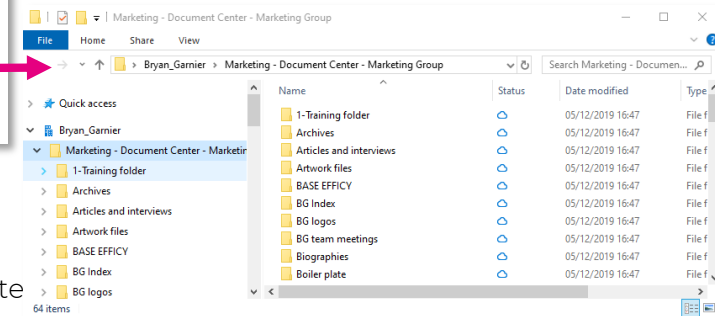 Marketing - Document Center - Marketing Group
File Home Share View
Bryan_Garnier > Marketing - Document Center - Marketing Group
Search Marketing - Documen...
Name Status Date modified Type
Quick access
Bryan_Garnier
Marketing - Document Center - Marketin
1-Training folder
Archives
Articles and interviews
Artwork files
BASE EFFICY
BG Index
BG logos
1-Training folder 05/12/2019 16:47 File f
Archives 05/12/2019 16:47 File f
Articles and interviews 05/12/2019 16:47 File f
Artwork files 05/12/2019 16:47 File f
BASE EFFICY 05/12/2019 16:47 File f
BG Index 05/12/2019 16:47 File f
BG logos 05/12/2019 16:47 File f
BG team meetings 05/12/2019 16:47 File f
Biographies 05/12/2019 16:47 File f
Boiler plate 05/12/2019 16:47 File f
te
64 items